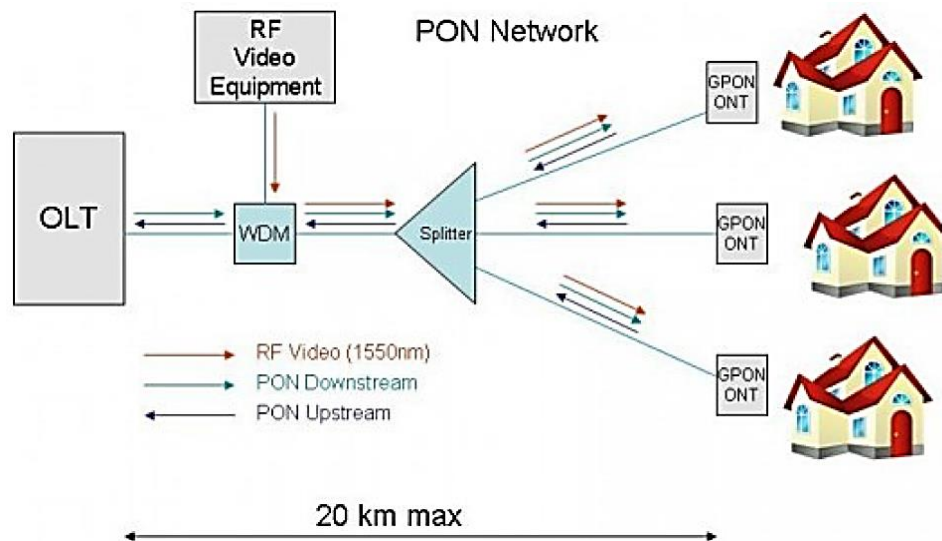 RF
Video
Equipment
PON Network
OLT
WDM
Splitter
GPON
ONT
GPON
ONT
GPON
ONT
RF Video (1550nm)
PON Downstream
PON Upstream
20 km max